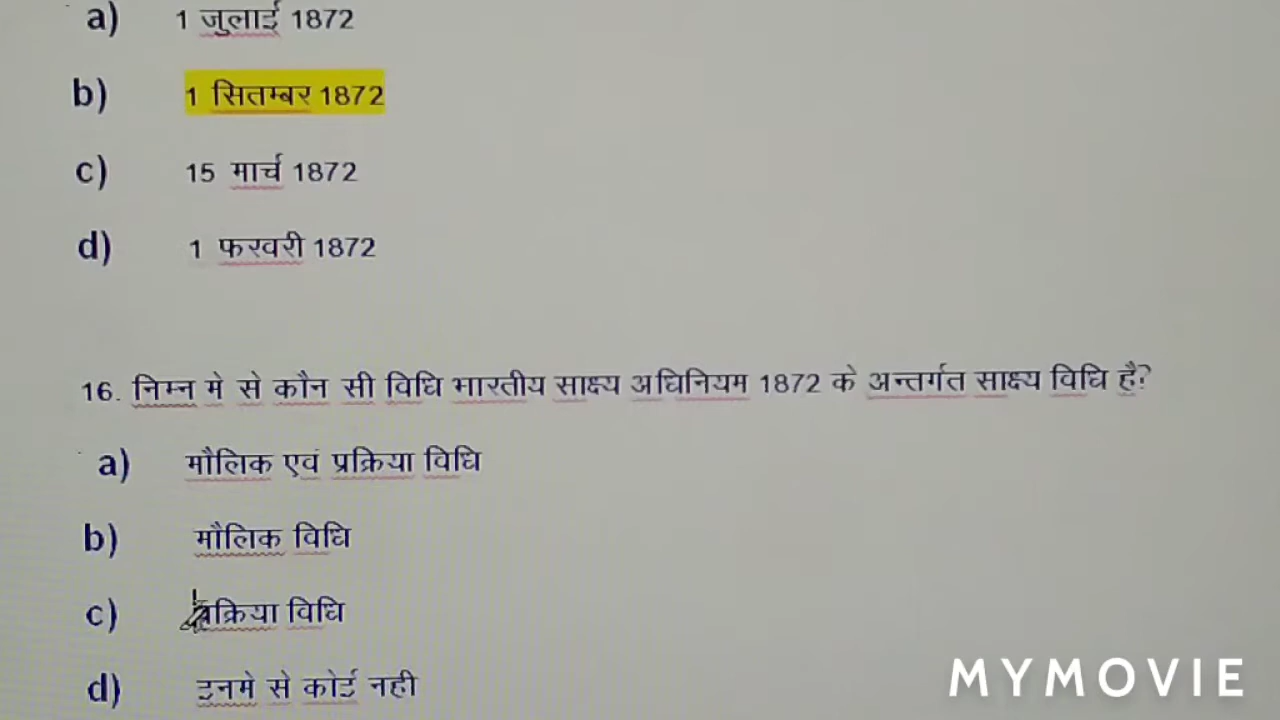 a) 1 जुलाई 1872
b) 1 सितम्बर 1872
c) 15 मार्च 1872
d) 1 फरवरी 1872
16. निम्न मे से कौन सी विधि भारतीय साक्ष्य अधिनियम 1872 के अन्तर्गत साक्ष्य विधि है?
a) मौलिक एवं प्रक्रिया विधि
b) मौलिक विधि
c) प्रक्रिया विधि
d) इनमे से कोई नही
MYMOVIE